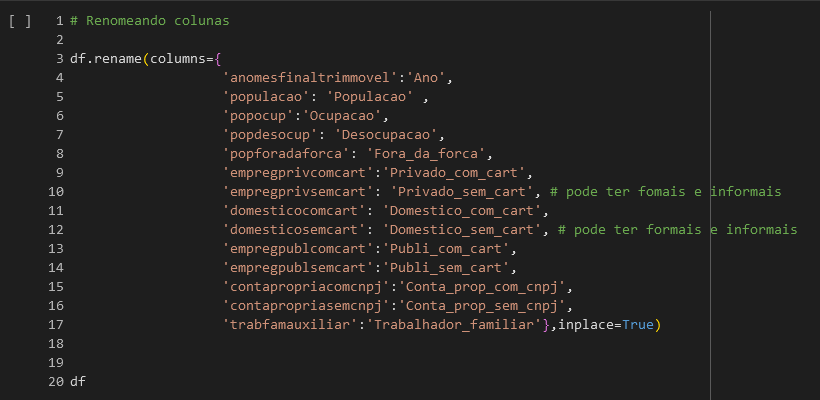 [ ] 1 # Renomeando colunas
2
3 df.rename(columns={
4 'anomesfinaltrimmovel':'Ano',
5 'populacao': 'Populacao' ,
6 'popocup':'Ocupacao',
7 'popdesocup': 'Desocupacao',
8 'popforadaforca': 'Fora_da_forca',
9 'empregprivcomcart':'Privado_com_cart',
10 'empregprivsemcart': 'Privado_sem_cart', # pode ter fomais e informais
11 'domesticocomcart': 'Domestico_com_cart',
12 'domesticosemcart': 'Domestico_sem_cart', # pode ter formais e informais
13 'empregpublcomcart':'Publi_com_cart',
14 'empregpublsemcart':'Publi_sem_cart',
15 'contapropriacomcnpj':'Conta_prop_com_cnpj',
16 'contapropriasemcnpj':'Conta_prop_sem_cnpj',
17 'trabfamauxiliar':'Trabalhador_familiar'},inplace=True)
18
19
20 df